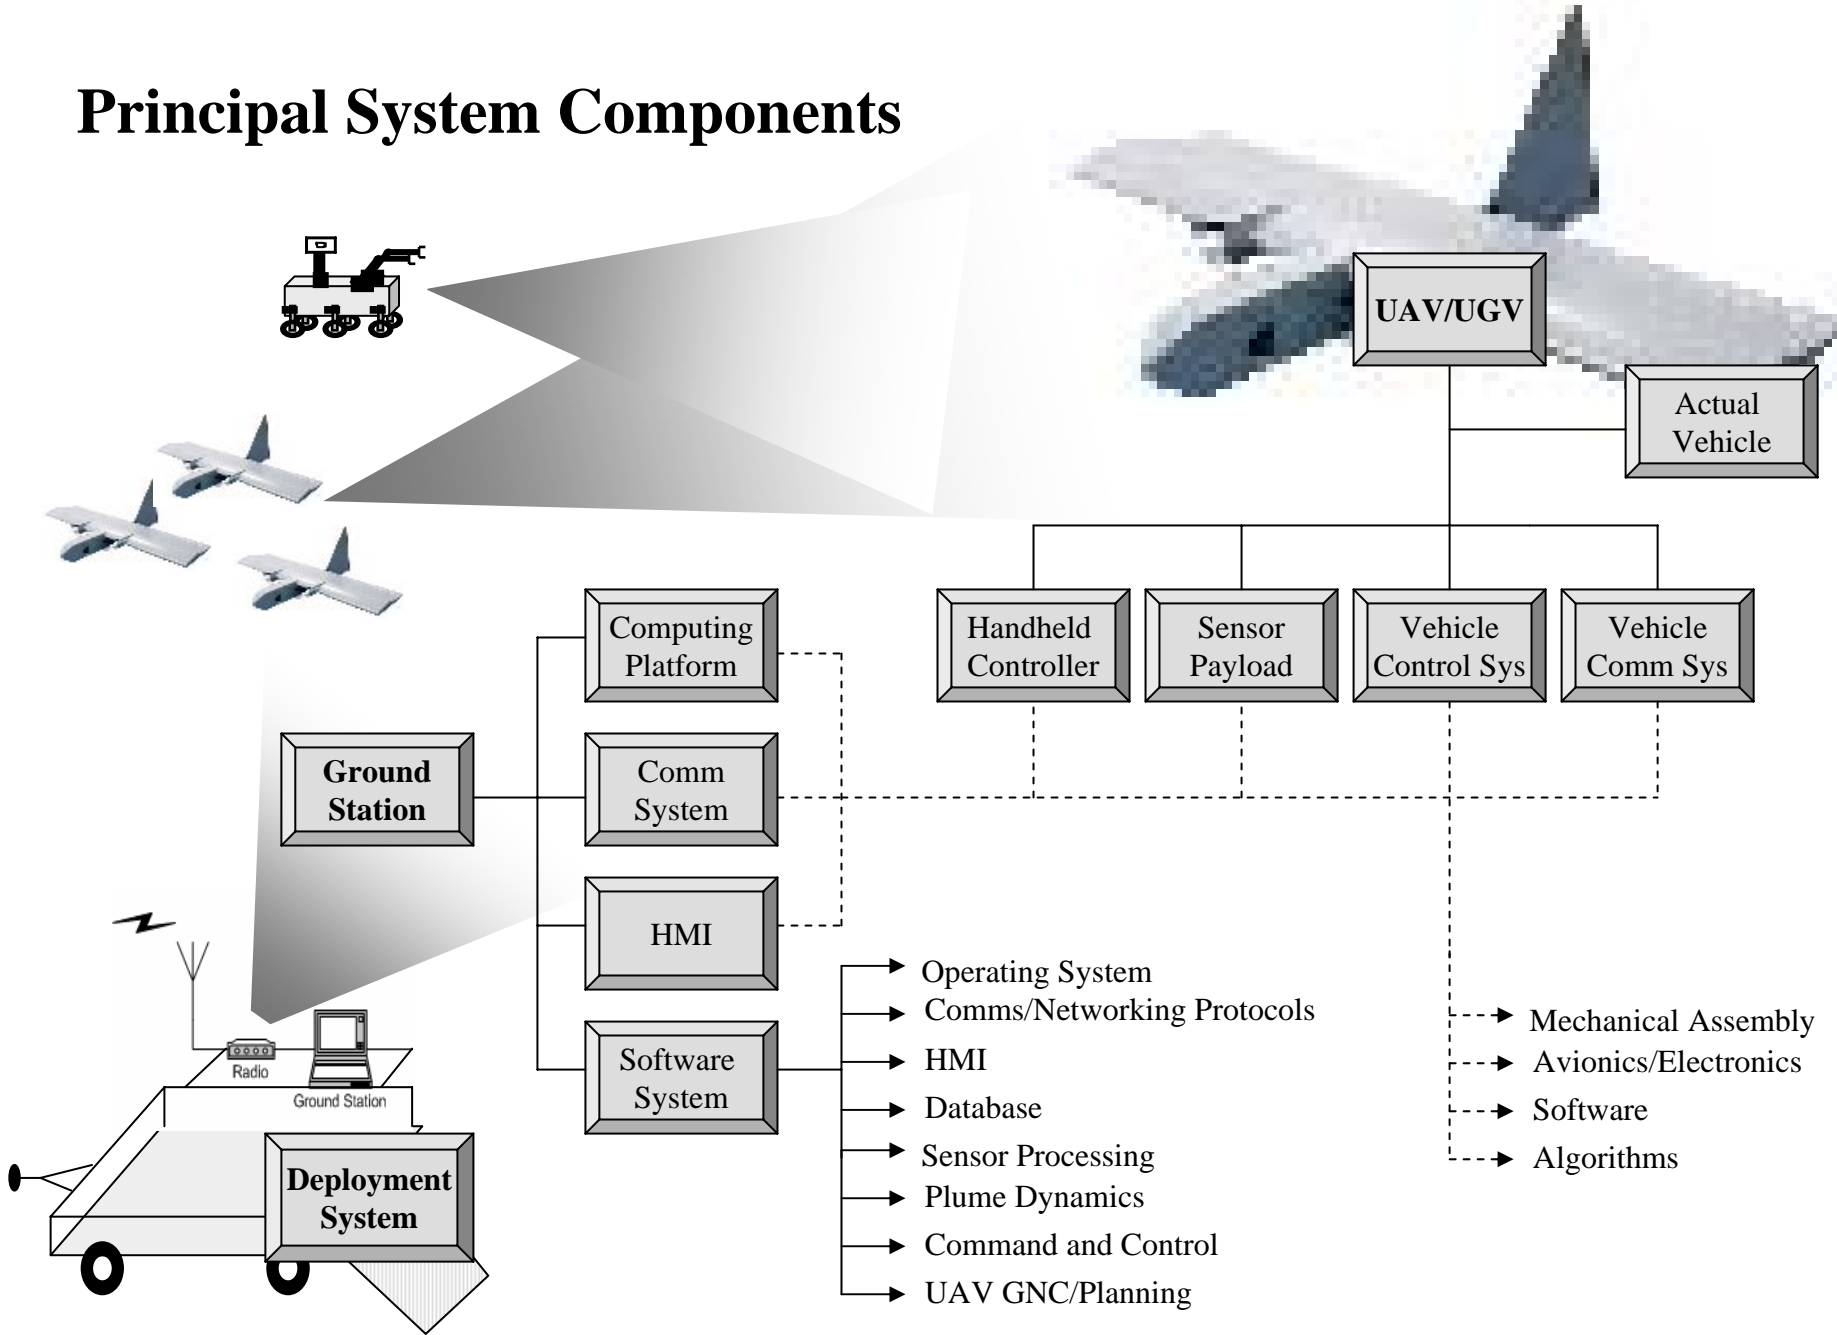 Principal System Components
UAV/UGV
Actual
Vehicle
Handheld
Controller
Sensor
Payload
Vehicle
Control Sys
Vehicle
Comm Sys
Computing
Platform
Ground
Station
Comm
System
HMI
Software
System
Operating System
Comms/Networking Protocols
HMI
Database
Sensor Processing
Plume Dynamics
Command and Control
UAV GNC/Planning
Mechanical Assembly
Avionics/Electronics
Software
Algorithms
Radio
Ground Station
Deployment
System